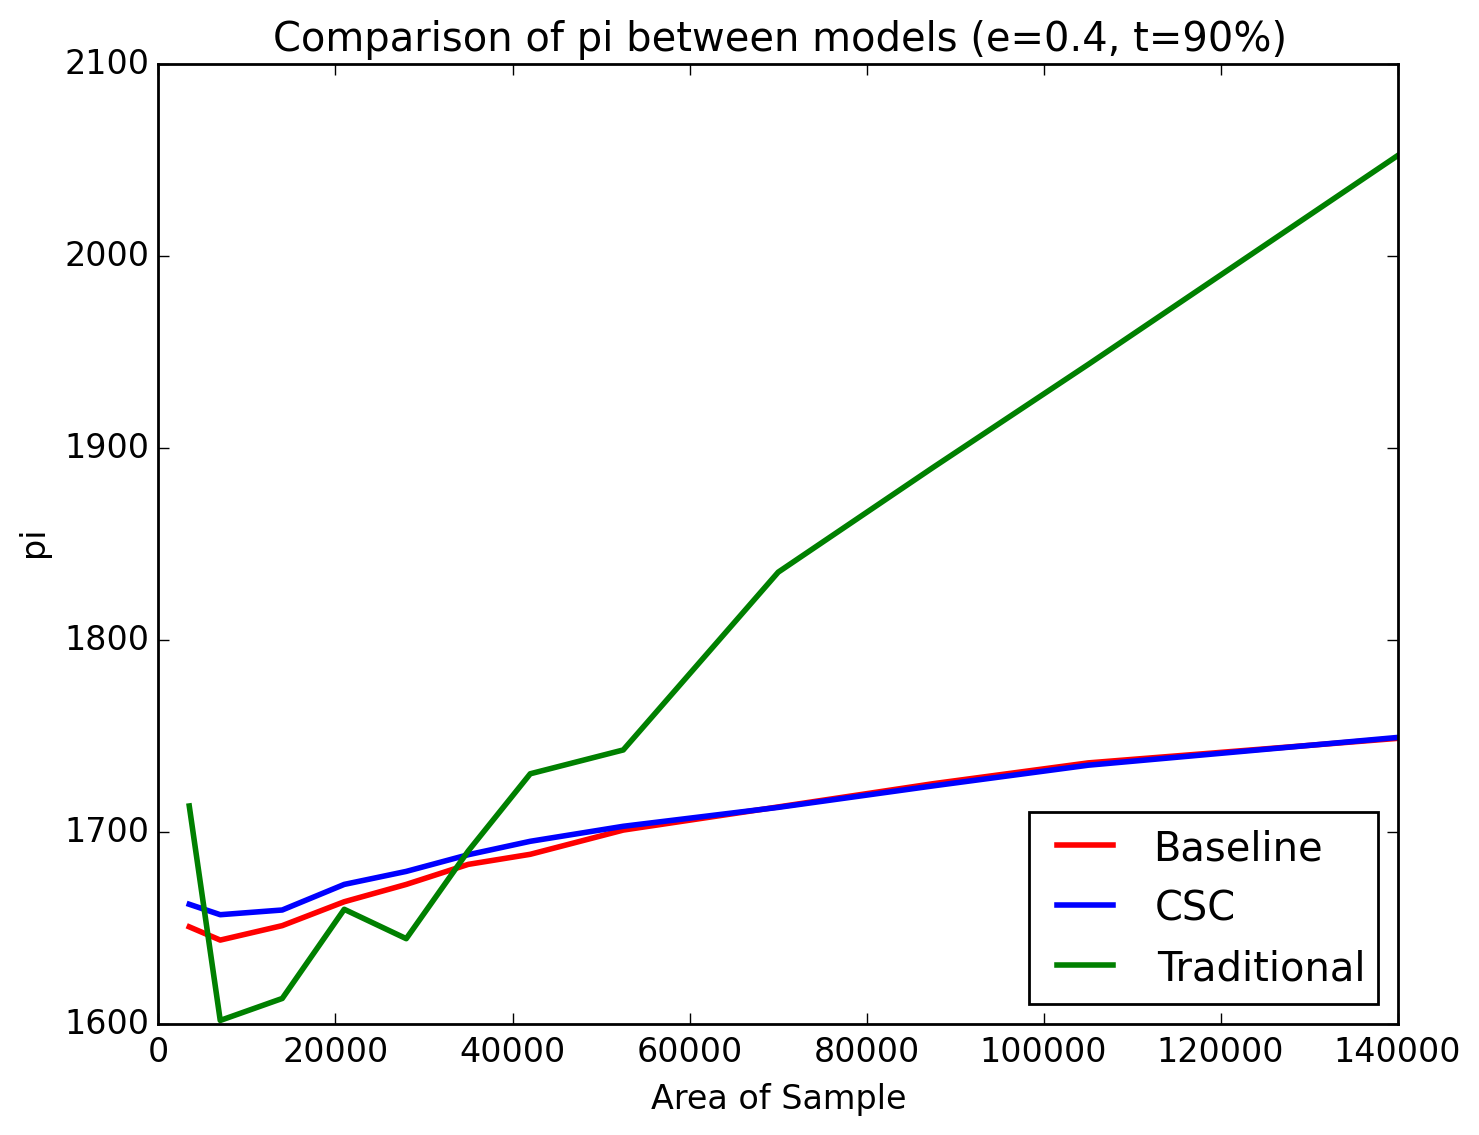 Comparison of pi between models (e=0.4, t=90%)
2100
2000
1900
1800
1700
1600
pi
Baseline
CSC
Traditional
0 20000 40000 60000 80000 100000 120000 140000
Area of Sample